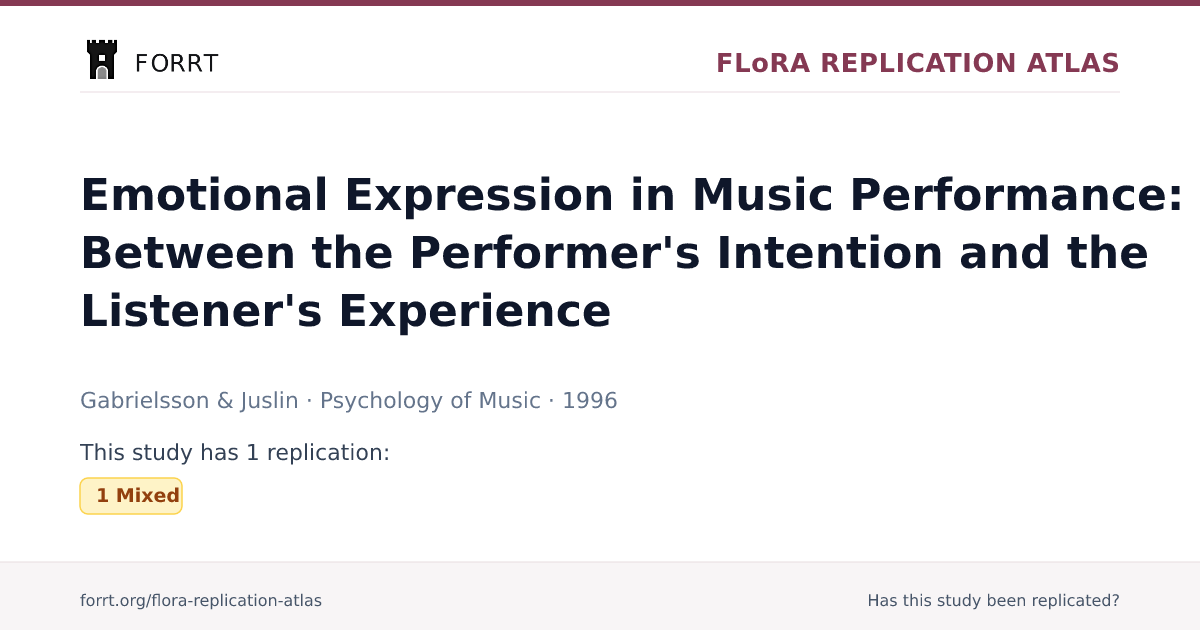 FORRT
FLoRA REPLICATION ATLAS
Emotional Expression in Music Performance:
Between the Performer's Intention and the
Listener's Experience
Gabrielsson & Juslin · Psychology of Music · 1996
This study has 1 replication:
1 Mixed
forrt.org/flora-replication-atlas
Has this study been replicated?